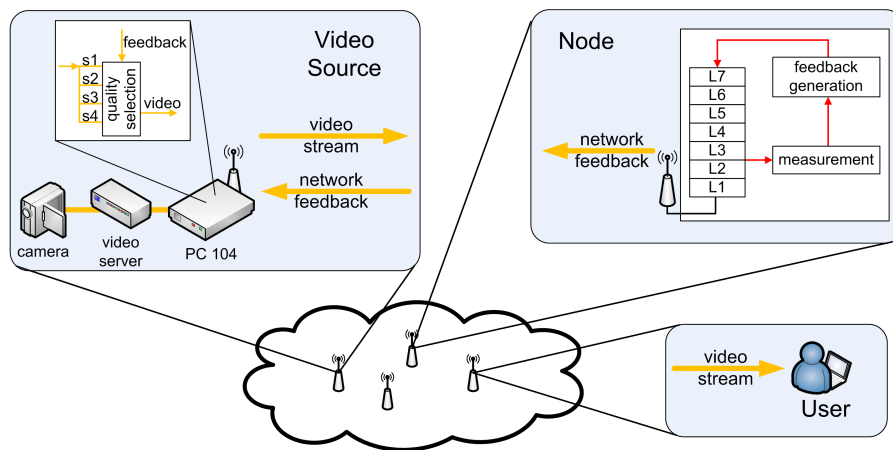 feedback
s1
s2
s3
s4
quality
selection
video
Video
Source
video
stream
network
feedback
camera
video
server
PC 104
Node
network
feedback
L7
L6
L5
L4
L3
L2
L1
feedback
generation
measurement
video
stream
User